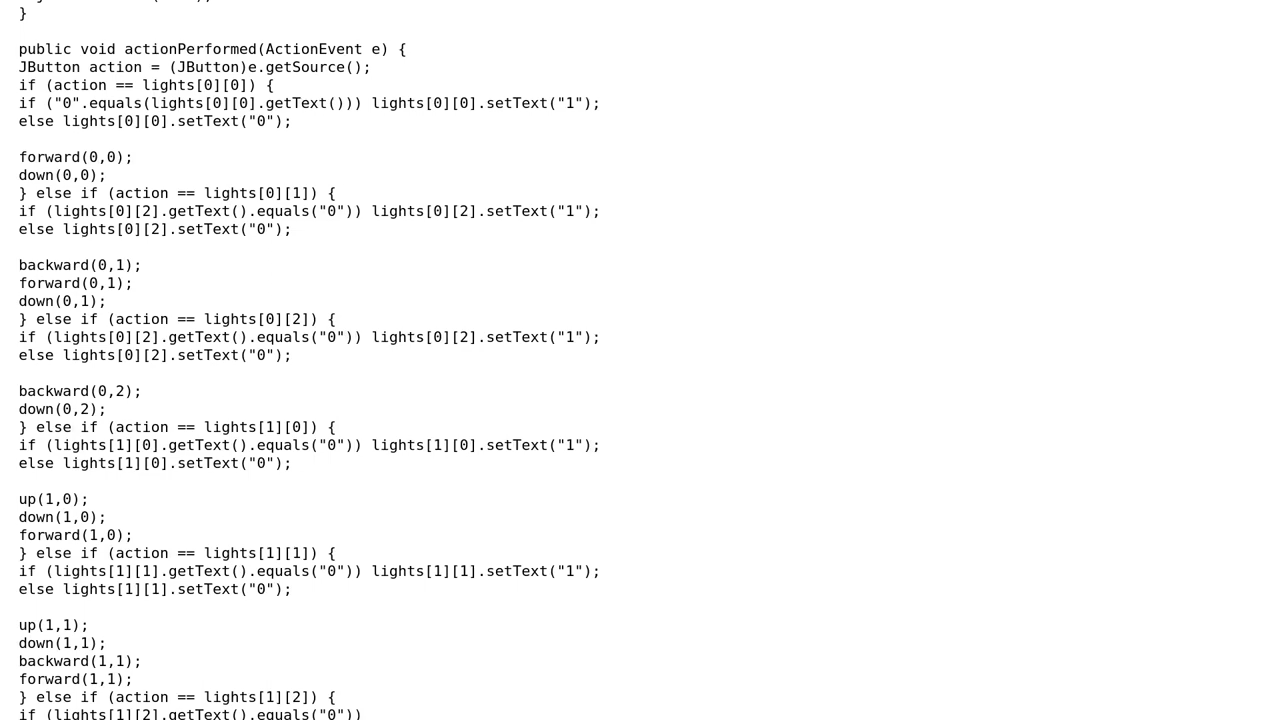 }
public void actionPerformed(ActionEvent e) {
JButton action = (JButton)e.getSource();
if (action == lights[0][0]) {
if ("0".equals(lights[0][0].getText())) lights[0][0].setText("1");
else lights[0][0].setText("0");
forward(0,0);
down(0,0);
} else if (action == lights[0][1]) {
if (lights[0][2].getText().equals("0")) lights[0][2].setText("1");
else lights[0][2].setText("0");
backward(0,1);
forward(0,1);
down(0,1);
} else if (action == lights[0][2]) {
if (lights[0][2].getText().equals("0")) lights[0][2].setText("1");
else lights[0][2].setText("0");
backward(0,2);
down(0,2);
} else if (action == lights[1][0]) {
if (lights[1][0].getText().equals("0")) lights[1][0].setText("1");
else lights[1][0].setText("0");
up(1,0);
down(1,0);
forward(1,0);
} else if (action == lights[1][1]) {
if (lights[1][1].getText().equals("0")) lights[1][1].setText("1");
else lights[1][1].setText("0");
up(1,1);
down(1,1);
backward(1,1);
forward(1,1);
} else if (action == lights[1][2]) {
if (lights[1][2].getText().equals("0"))